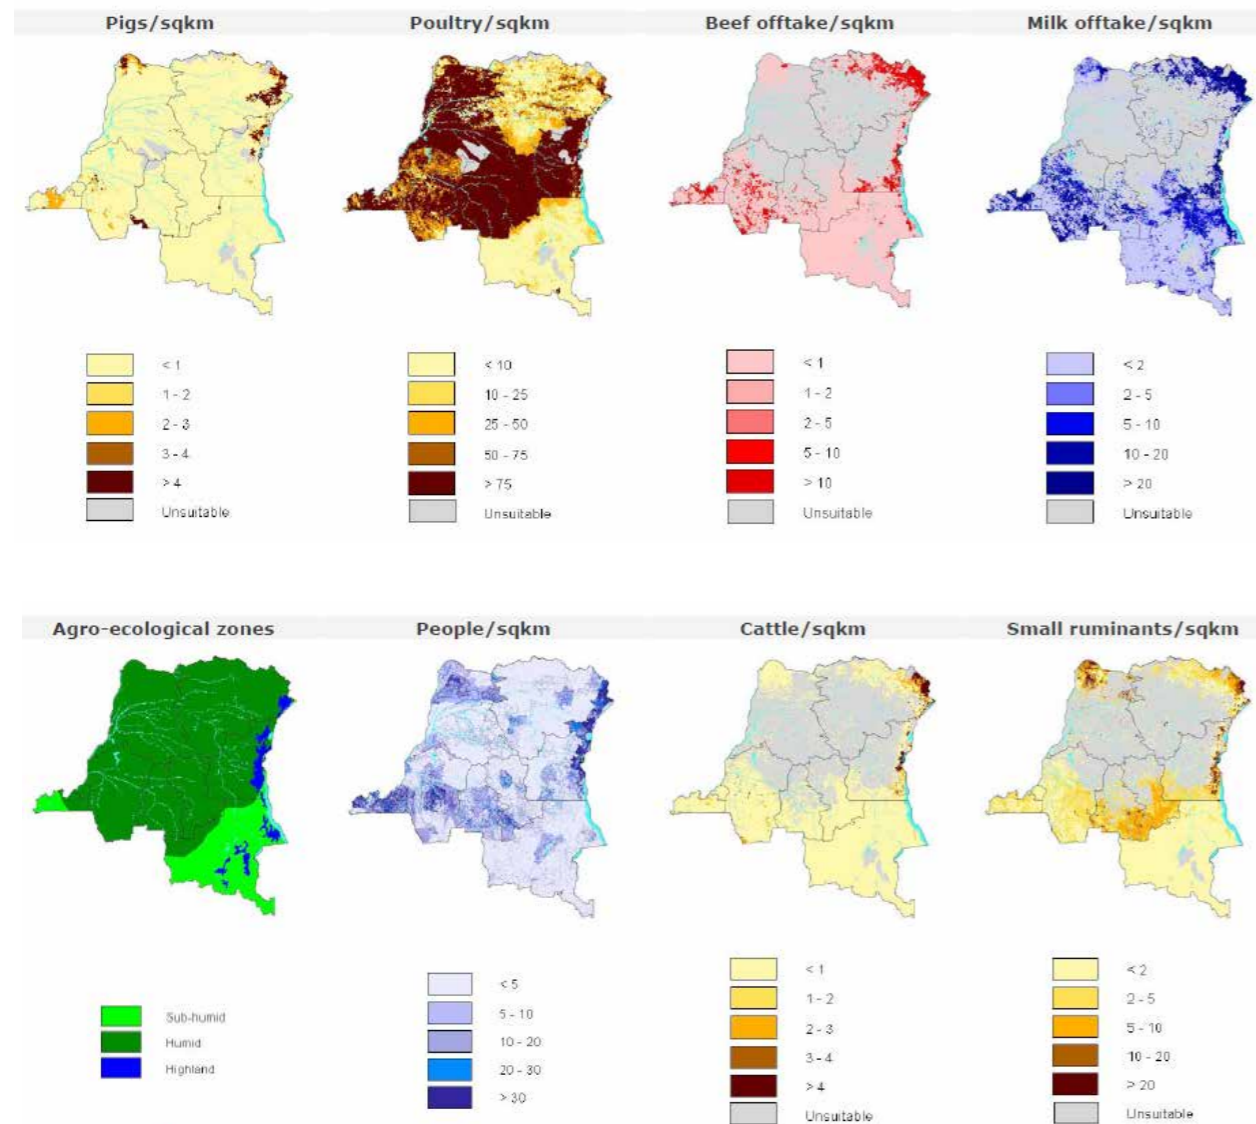 Pigs/sqkm Poultry/sqkm Beef offtake/sqkm Milk offtake/sqkm
< 1 < 10 < 1 < 2
1 - 2 10 - 25 1 - 2 2 - 5
2 - 3 25 - 50 2 - 5 5 - 10
3 - 4 50 - 75 5 - 10 10 - 20
> 4 > 75 > 10 > 20
Unsuitable Unsuitable Unsuitable Unsuitable
Agro-ecological zones People/sqkm Cattle/sqkm Small ruminants/sqkm
< 5 < 1 < 2
Sub-humid 5 - 10 1 - 2 2 - 5
Humid 10 - 20 2 - 3 5 - 10
Highland 20 - 30 3 - 4 10 - 20
> 30 > 4 > 20
Unsuitable Unsuitable